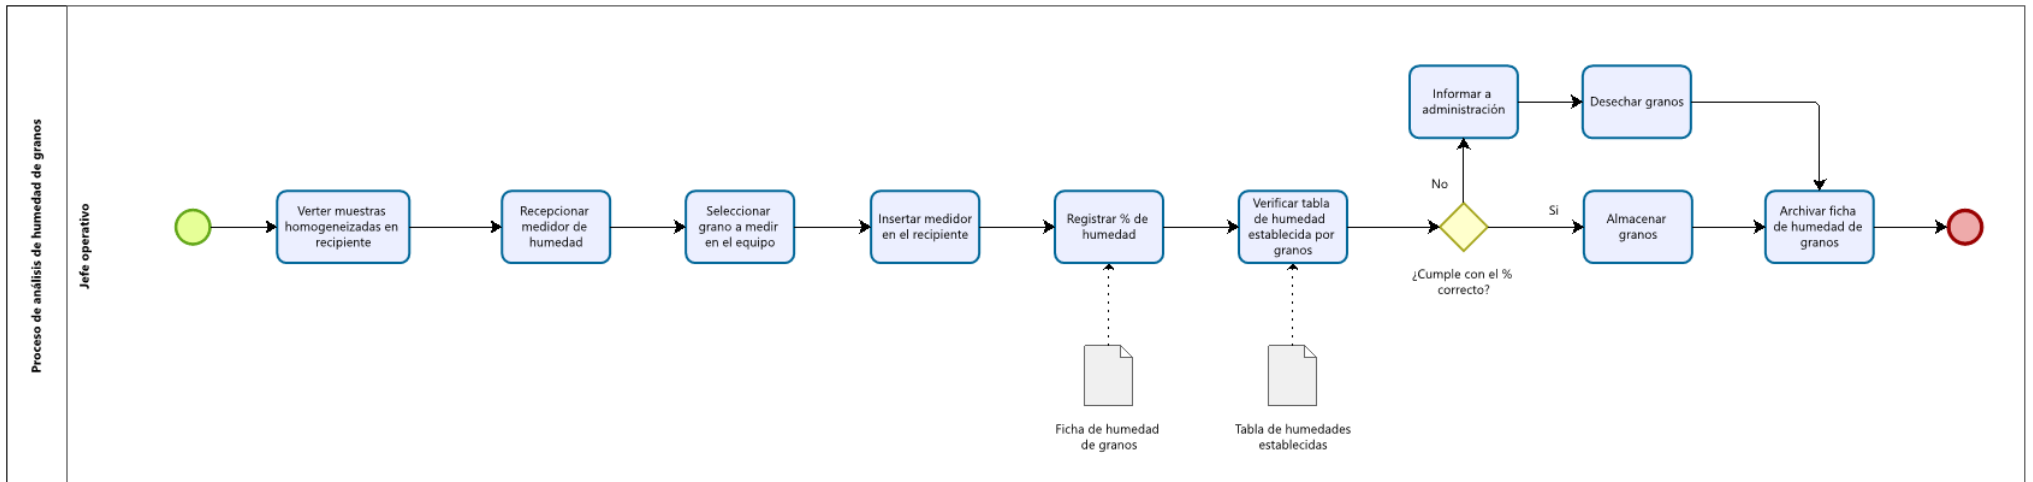 Proceso de análisis de humedad de granos
Jefe operativo
Verter muestras
homogeneizadas en
recipiente
Recepcionar
medidor de
humedad
Seleccionar
grano a medir
en el equipo
Insertar medidor
en el recipiente
Registrar % de
humedad
Ficha de humedad
de granos
Verificar tabla
de humedad
establecida por
granos
Tabla de humedades
establecidas
¿Cumple con el %
correcto?
No
Informar a
administración
Desechar granos
Si
Almacenar
granos
Archivar ficha
de humedad de
granos